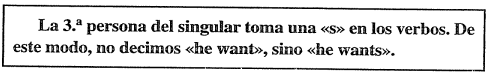 La 3.ª persona del singular toma una «s» en los verbos. De
este modo, no decimos «he want», sino «he wants».